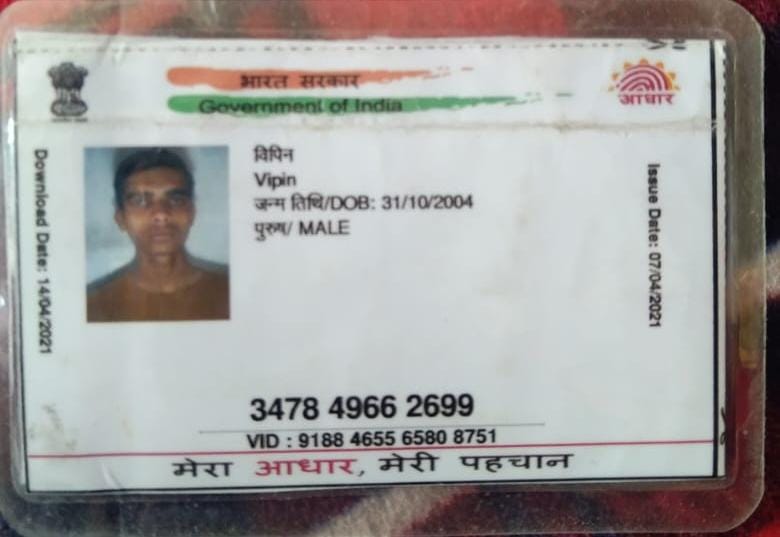 भारत सरकार
Government of India
आधार
Download Date: 14/04/2021
विपिन
Vipin
जन्म तिथि/DOB: 31/10/2004
पुरुष/ MALE
Issue Date: 07/04/2021
3478 4966 2699
VID : 9188 4655 6580 8751
मेरा आधार, मेरी पहचान